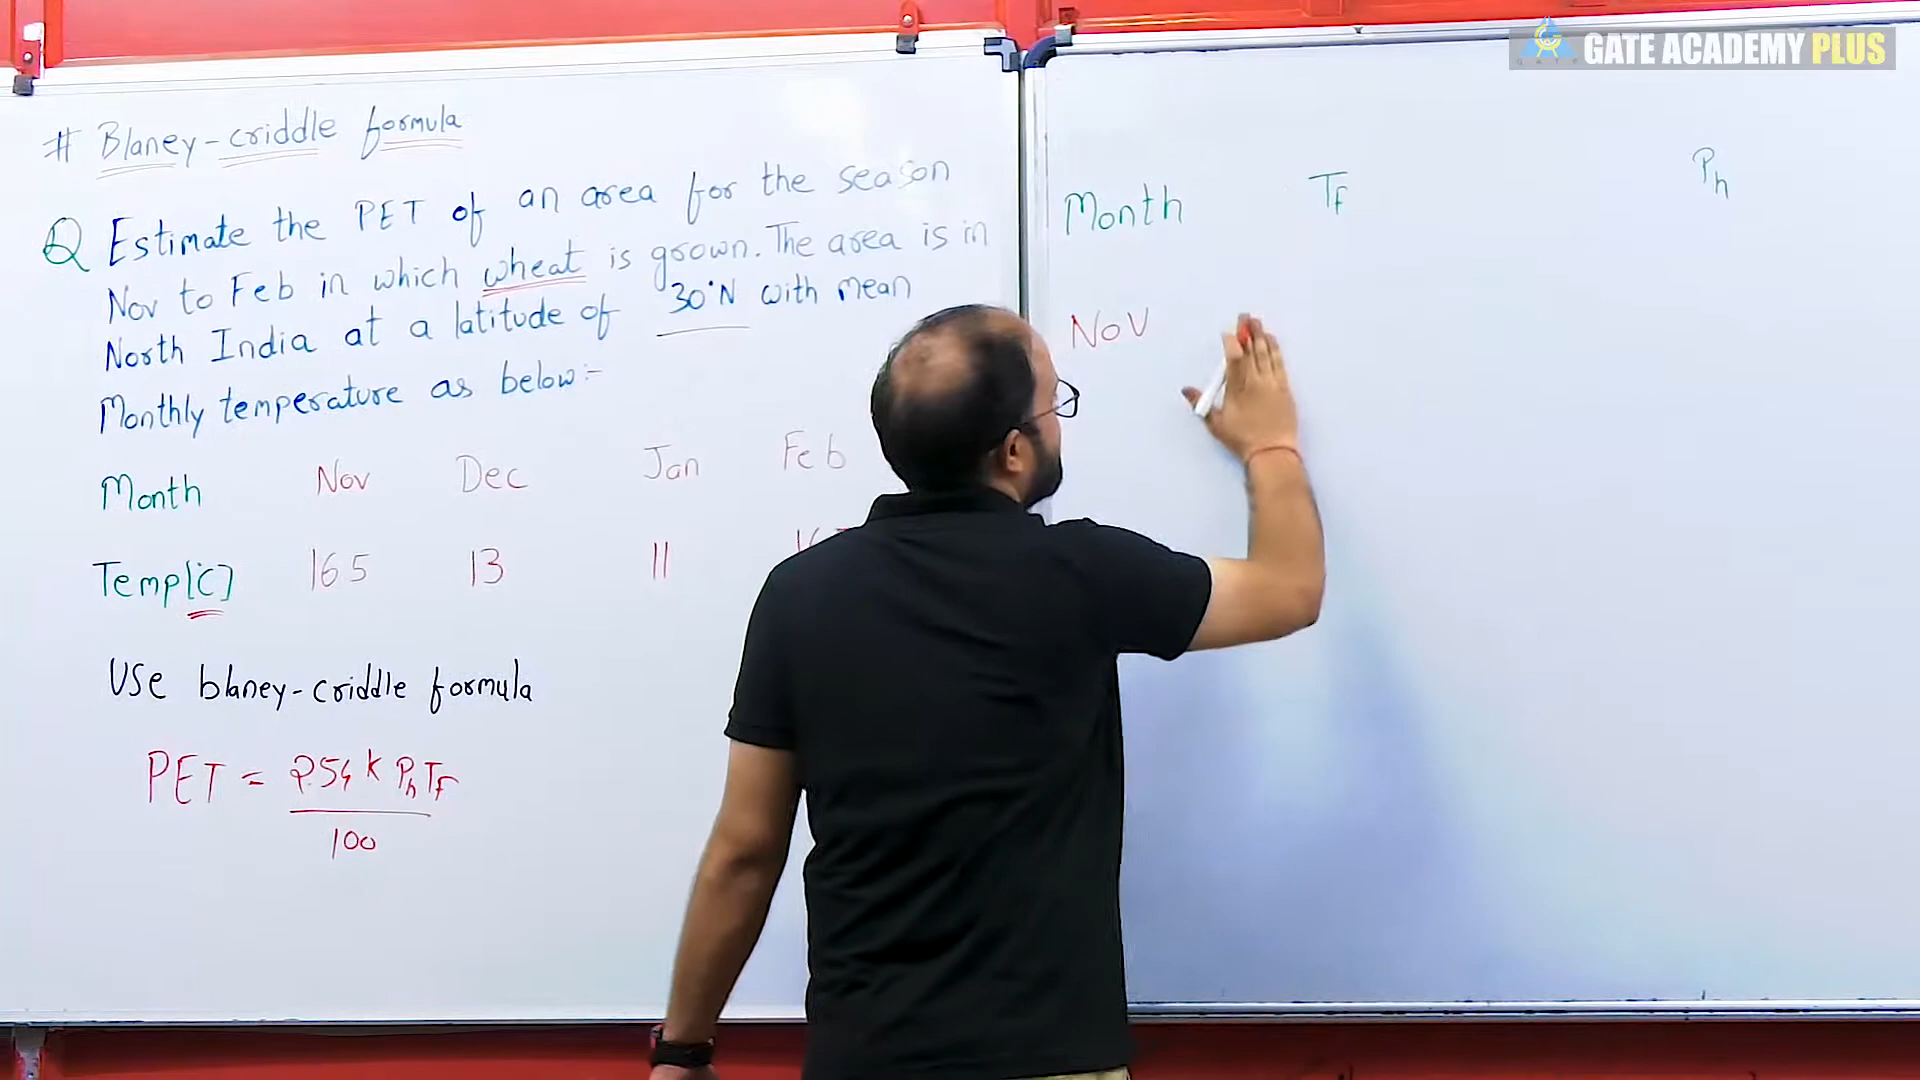 GATE ACADEMY PLUS
# Blaney-criddle formula
Q Estimate the PET of an area for the season
Nov to Feb in which wheat is grown. The area is in
North India at a latitude of 30°N with mean
Monthly temperature as below:-
Month Nov Dec Jan Feb
Temp[°C] 16.5 13 11
Use blaney-criddle formula
PET = 2.54 K Ph TF
100
Month TF Ph
Nov